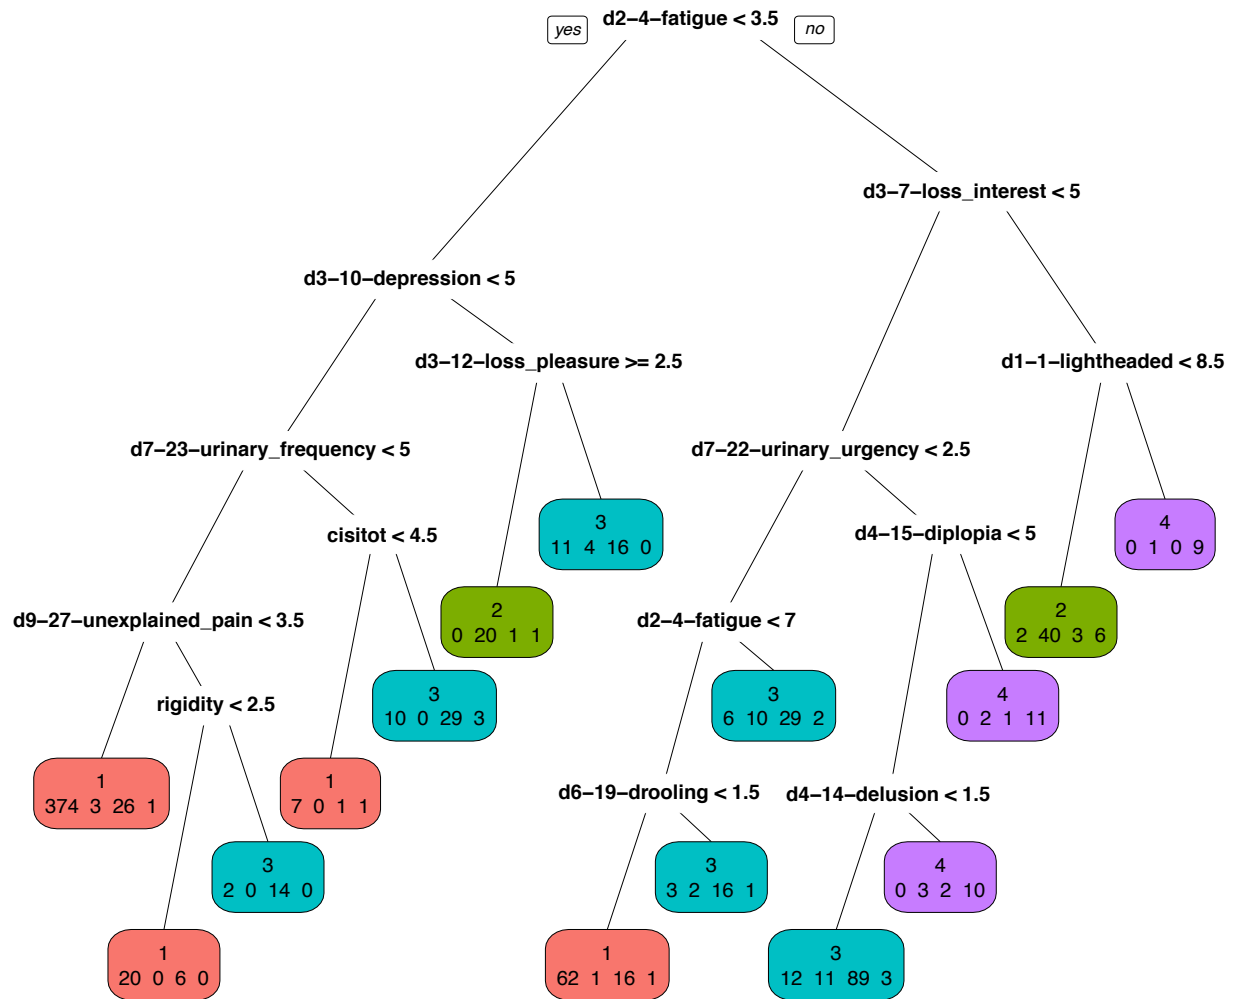 d2−4−fatigue < 3.5
yes
no
d3−7−loss_interest < 5
d3−10−depression < 5
d3−12−loss_pleasure >= 2.5
d1−1−lightheaded < 8.5
d7−23−urinary_frequency < 5
d7−22−urinary_urgency < 2.5
cisitot < 4.5
3
11 4 16 0
d4−15−diplopia < 5
4
0 1 0 9
d9−27−unexplained_pain < 3.5
2
0 20 1 1
d2−4−fatigue < 7
2
2 40 3 6
rigidity < 2.5
3
10 0 29 3
3
6 10 29 2
4
0 2 1 11
1
374 3 26 1
1
7 0 1 1
d6−19−drooling < 1.5
d4−14−delusion < 1.5
3
2 0 14 0
3
3 2 16 1
4
0 3 2 10
1
20 0 6 0
1
62 1 16 1
3
12 11 89 3